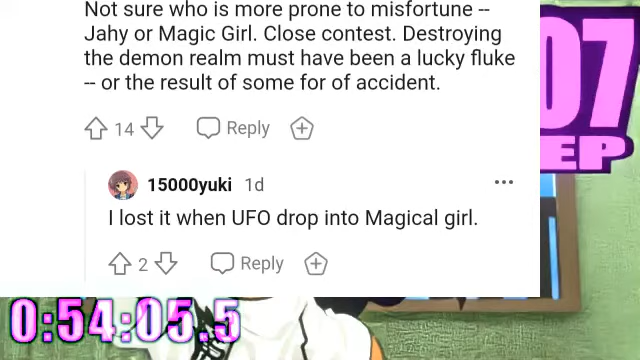 Not sure who is more prone to misfortune --
Jahy or Magic Girl. Close contest. Destroying
the demon realm must have been a lucky fluke
-- or the result of some for of accident.
14 Reply
15000yuki 1d
I lost it when UFO drop into Magical girl.
2 Reply
07
EP
0:54:05.5